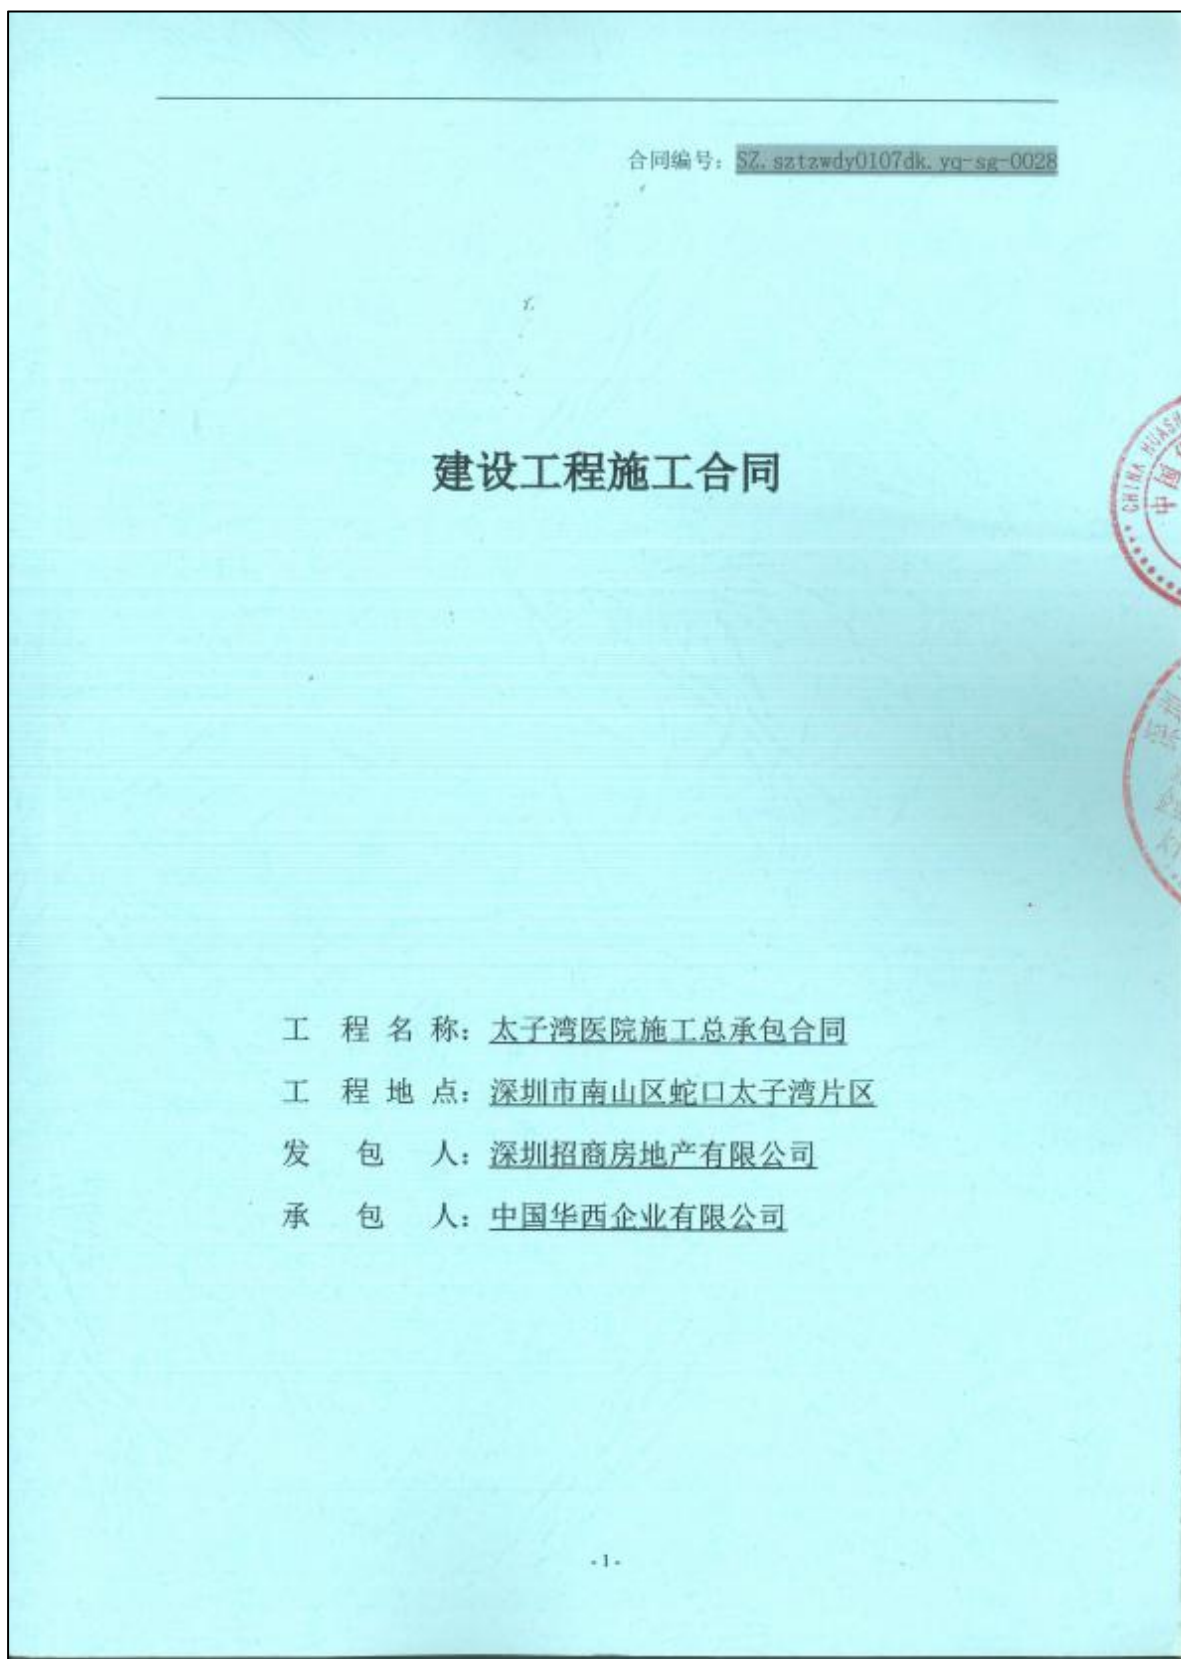 合同编号：SZ.sztzwdy0107dk.yq-sg-0028
建设工程施工合同
CHINA HUASH
中国
工程名称：太子湾医院施工总承包合同
工程地点：深圳市南山区蛇口太子湾片区
发包人：深圳招商房地产有限公司
承包人：中国华西企业有限公司
-1-